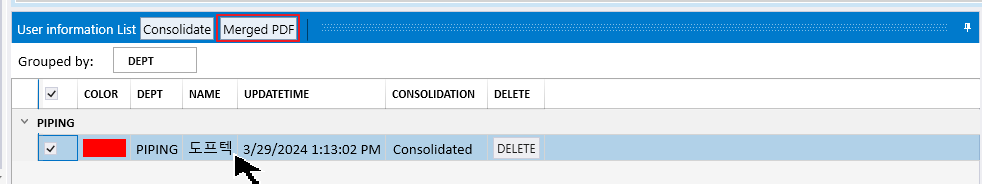 User information List Consolidate Merged PDF
Grouped by: DEPT
COLOR DEPT NAME UPDATETIME CONSOLIDATION DELETE
PIPING
PIPING 도프텍 3/29/2024 1:13:02 PM Consolidated DELETE